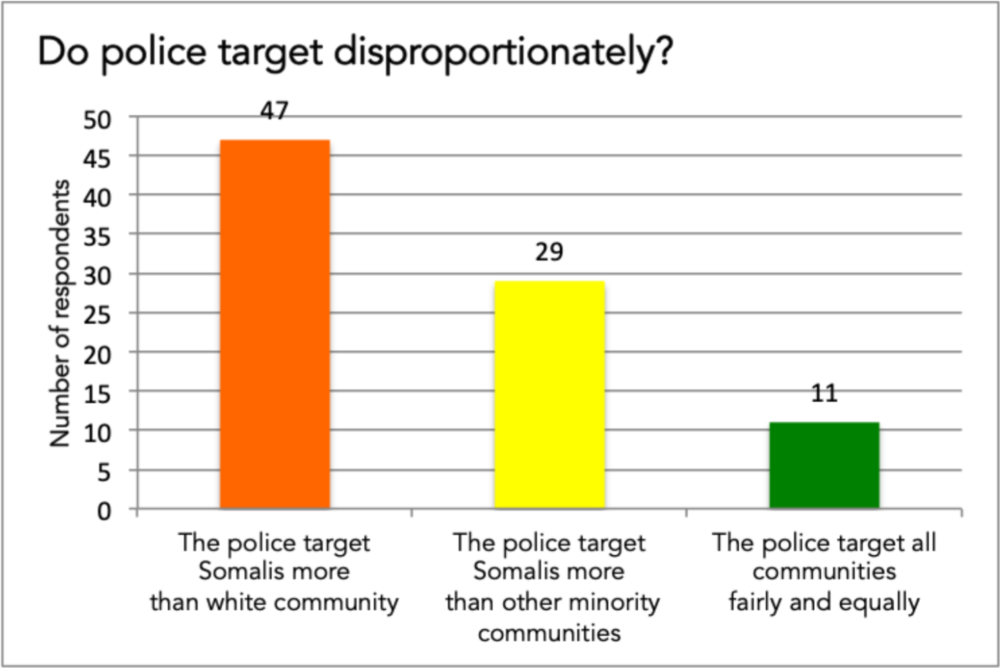 Do police target disproportionately?
Number of respondents
50
45
40
35
30
25
20
15
10
5
0
47
29
11
The police target
Somalis more
than white community
The police target
Somalis more
than other minority
communities
The police target all
communities
fairly and equally